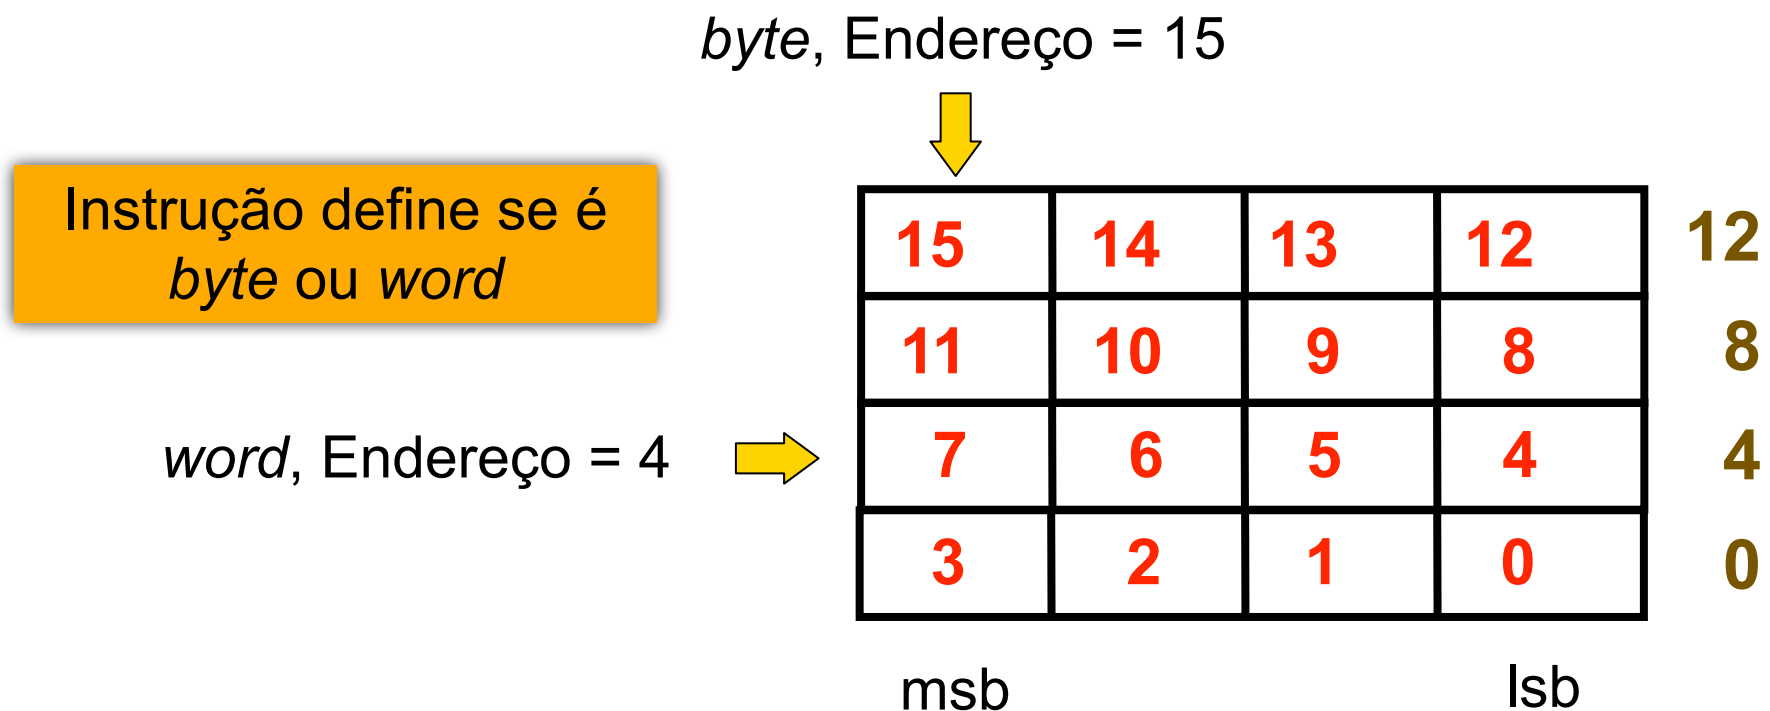 byte, Endereço = 15
Instrução define se é
byte ou word
15 14 13 12 12
11 10 9 8 8
word, Endereço = 4
7 6 5 4 4
3 2 1 0 0
msb lsb